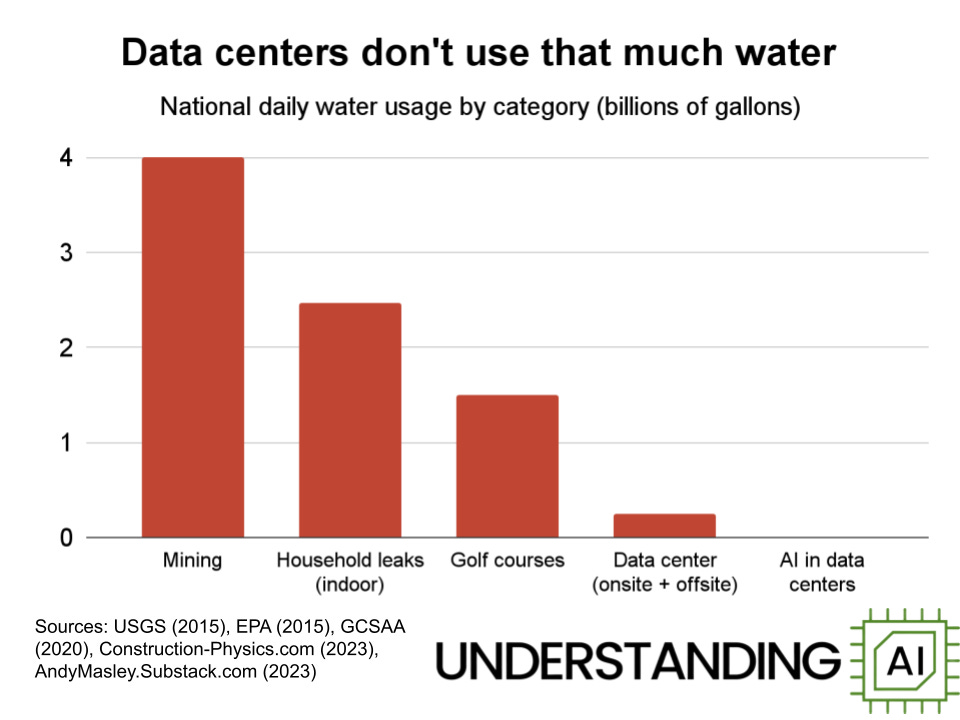 Data centers don't use that much water
National daily water usage by category (billions of gallons)
4
3
2
1
0
Mining
Household leaks
(indoor)
Golf courses
Data center
(onsite + offsite)
AI in data
centers
Sources: USGS (2015), EPA (2015), GCSAA
(2020), Construction-Physics.com (2023),
AndyMasley.Substack.com (2023)
UNDERSTANDING
AI